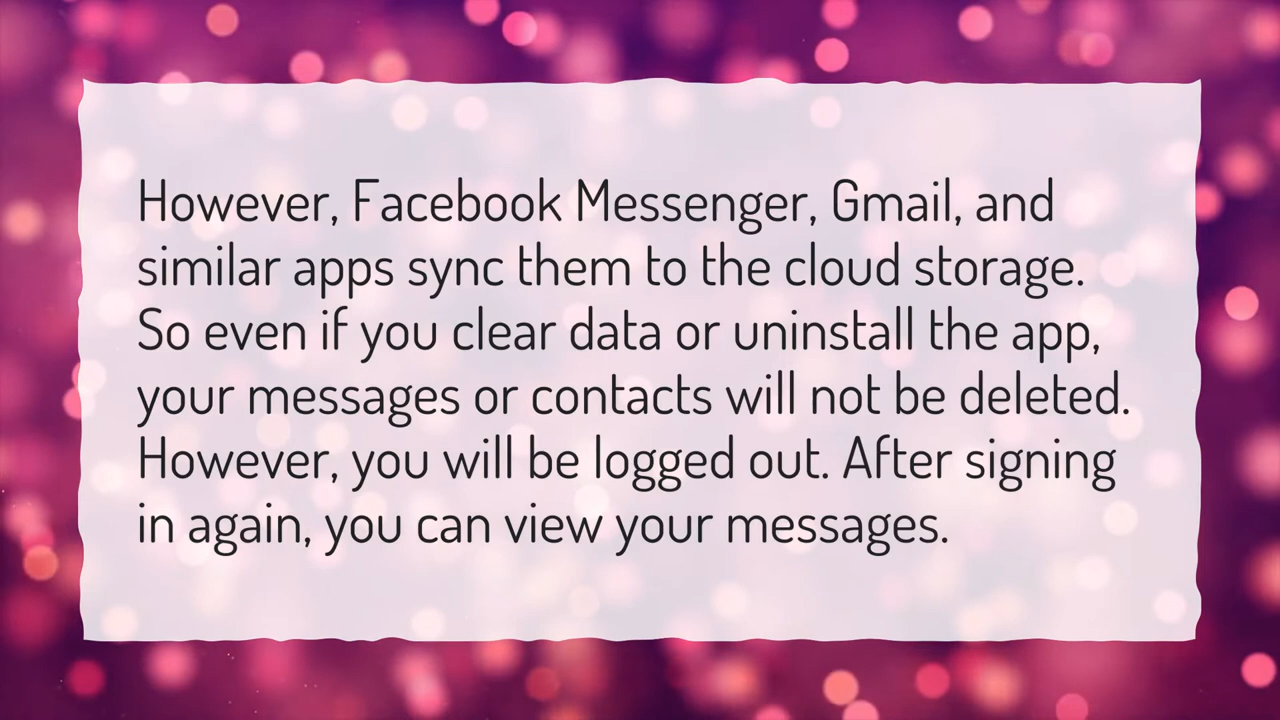 However, Facebook Messenger, Gmail, and
similar apps sync them to the cloud storage.
So even if you clear data or uninstall the app,
your messages or contacts will not be deleted.
However, you will be logged out. After signing
in again, you can view your messages.